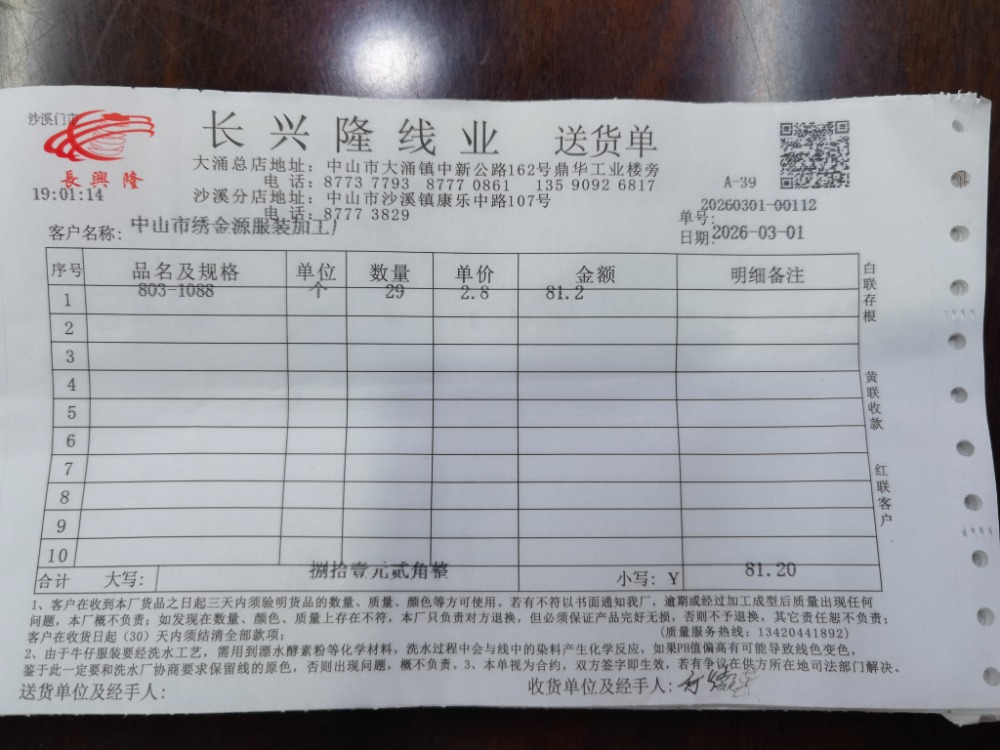 沙溪门市
長興隆
19:01:14
长兴隆线业 送货单
大涌总店地址：中山市大涌镇中新公路162号鼎华工业楼旁
电话：8773 7793 8777 0861 135 9092 6817
沙溪分店地址：中山市沙溪镇康乐中路107号
电话：8777 3829
A-39
单号：20260301-00112
客户名称：中山市绣金源服装加工厂
日期：2026-03-01
序号 品名及规格 单位 数量 单价 金额 明细备注
1 803-1088 个 29 2.8 81.2
2
3
4
5
6
7
8
9
10
合计 大写：捌拾壹元贰角整 小写：￥ 81.20
白联存根
黄联收款
红联客户
1、客户在收到本厂货品之日起三天内须验明货品的数量、质量、颜色等方可使用。若有不符以书面通知我厂，逾期或经过加工成型后质量出现任何
问题，本厂概不负责；如发现在数量、颜色、质量上存在不符，本厂只负责对方退换，但必须保证产品完好无损，否则不予退换，其它责任恕不负责；
客户在收货日起（30）天内须结清全部款项； （质量服务热线：13420441892）
2、由于牛仔服装要经洗水工艺，需用到漂水酵素粉等化学材料，洗水过程中会与线中的染料产生化学反应，如果PH值偏高有可能导致线色变色，
鉴于此一定要和洗水厂协商要求保留线的原色，否则出现问题，概不负责。3、本单视为合约，双方签字即生效，若有争议在供方所在地司法部门解决。
送货单位及经手人： 收货单位及经手人：